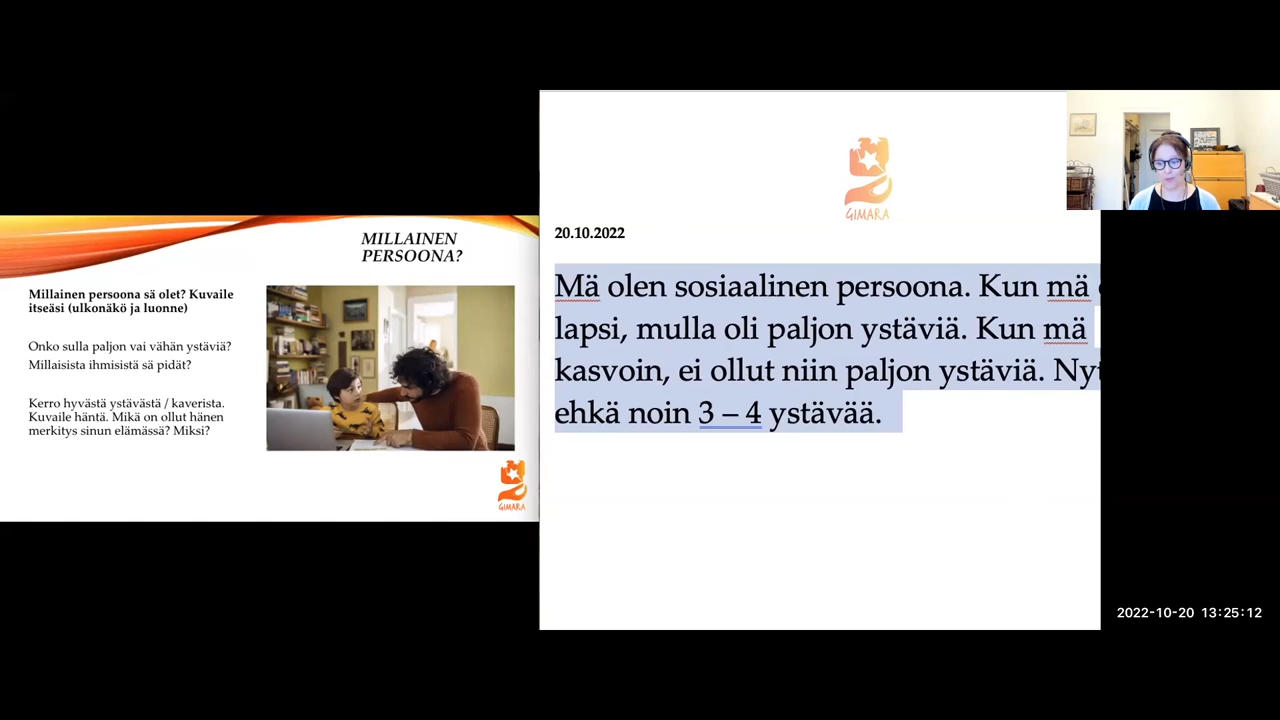 MILLAINEN
PERSOONA?
Millainen persoona sä olet? Kuvaile
itseäsi (ulkonäkö ja luonne)
Onko sulla paljon vai vähän ystäviä?
Millaisista ihmisistä sä pidät?
Kerro hyvästä ystävästä / kaverista.
Kuvaile häntä. Mikä on ollut hänen
merkitys sinun elämässä? Miksi?
GIMARA
GIMARA
20.10.2022
Mä olen sosiaalinen persoona. Kun mä
lapsi, mulla oli paljon ystäviä. Kun mä
kasvoin, ei ollut niin paljon ystäviä.
ehkä noin 3 – 4 ystävää.
2022-10-20 13:25:12